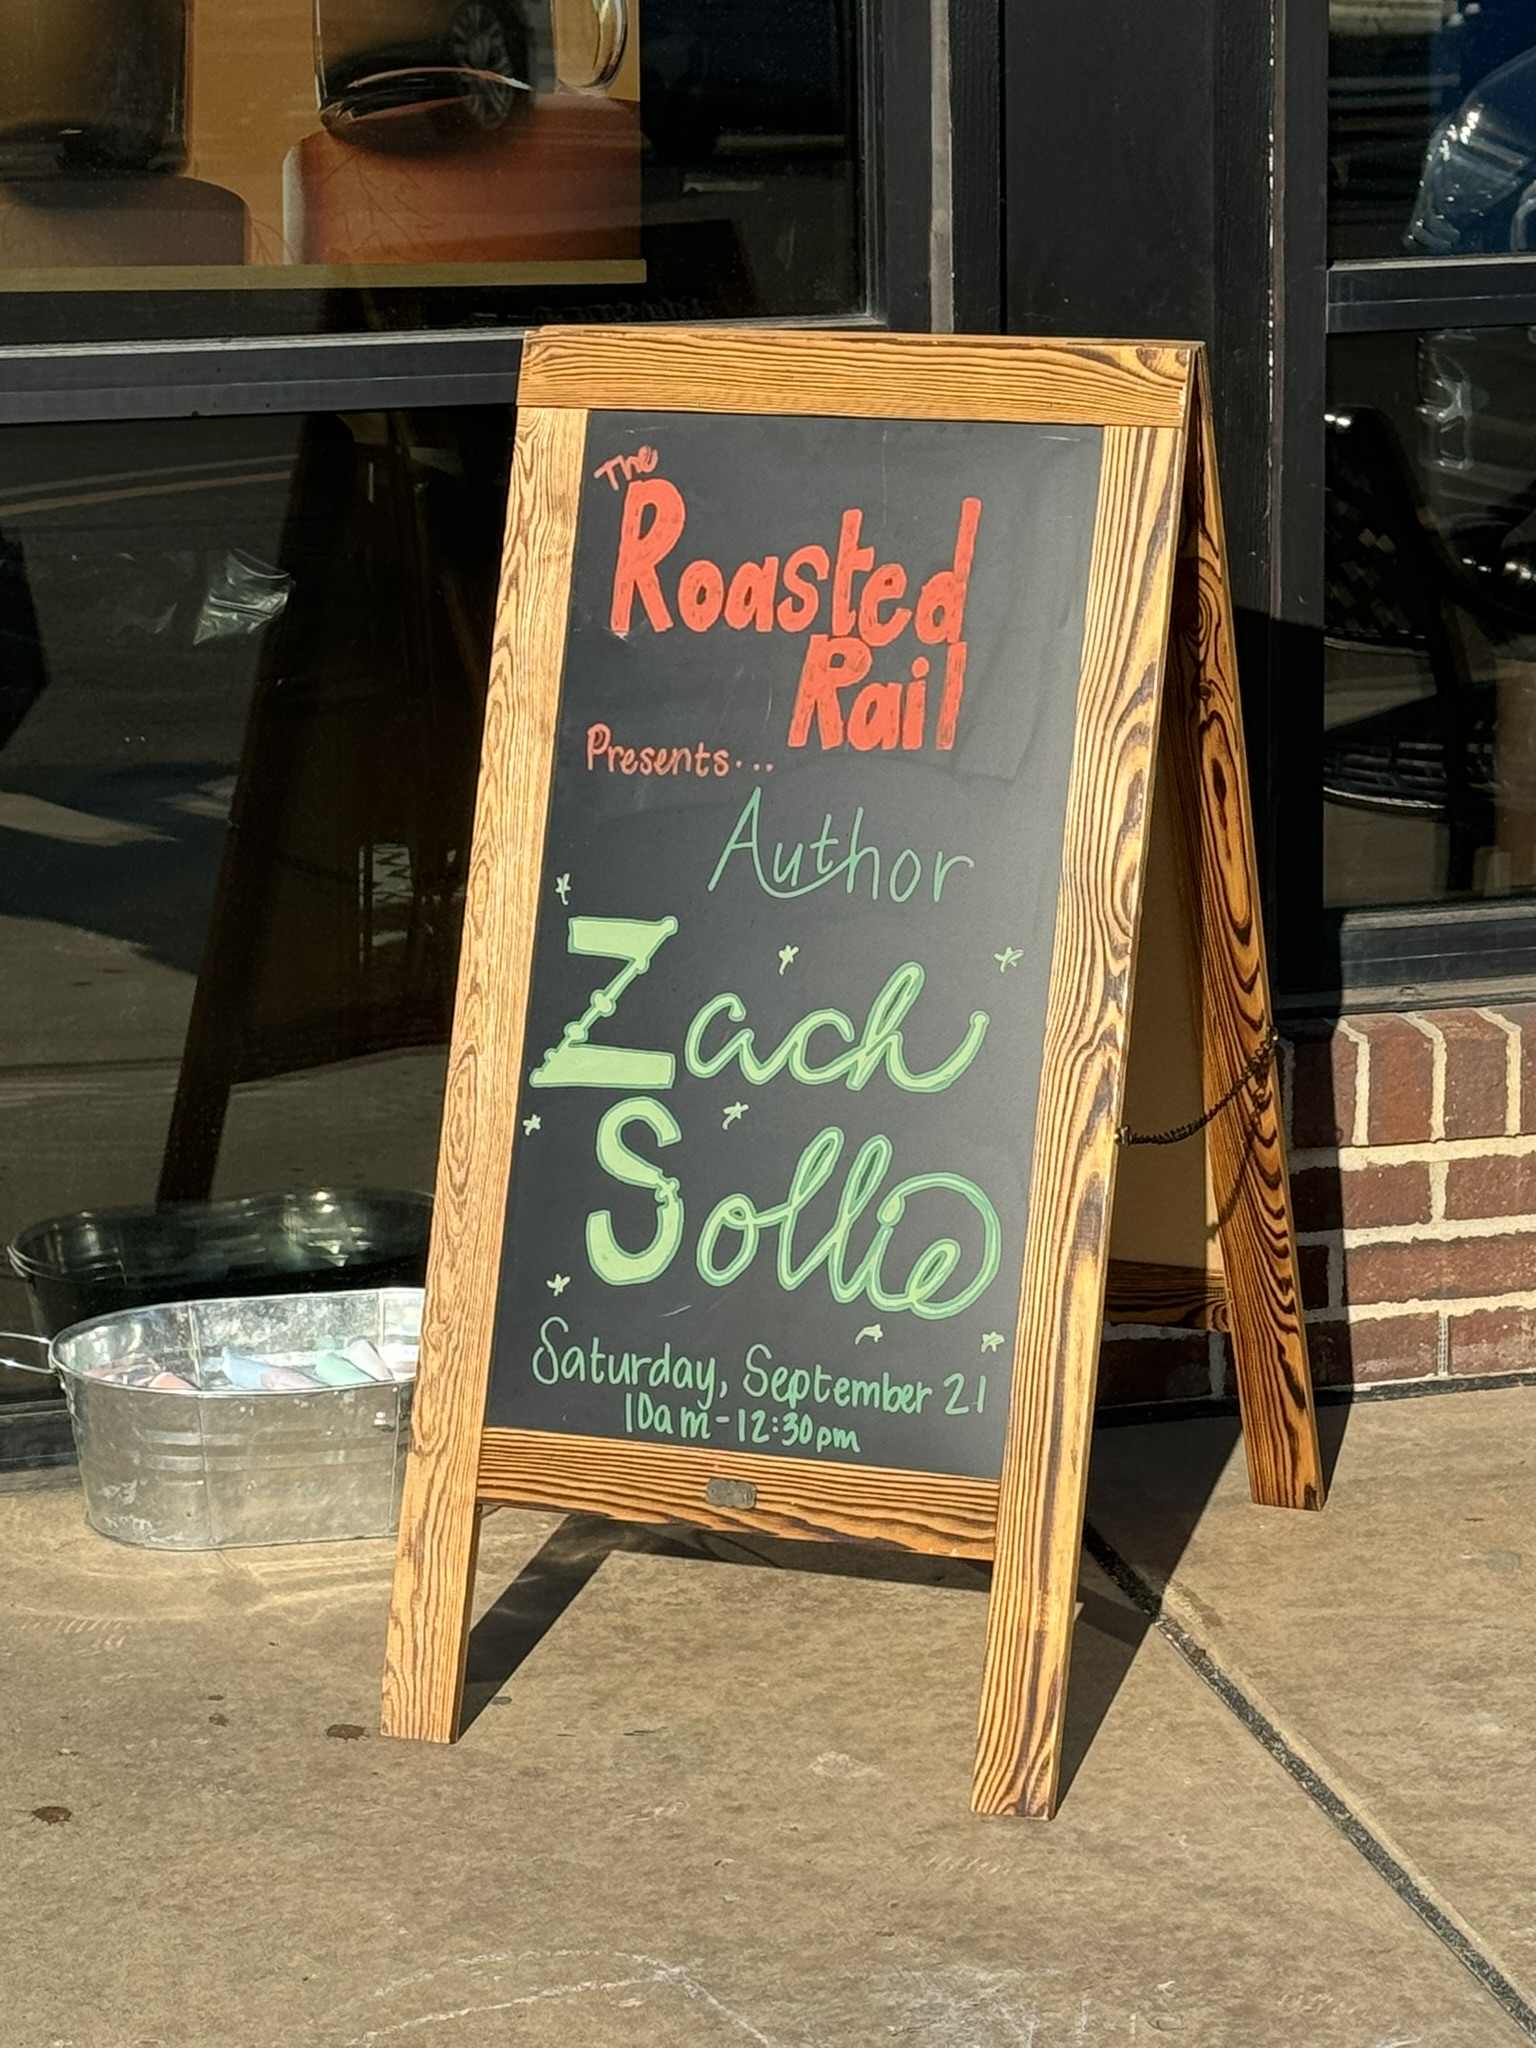 The
Roasted
Rail
Presents...
Author
Zach
Sollie
Saturday, September 21
10am-12:30pm